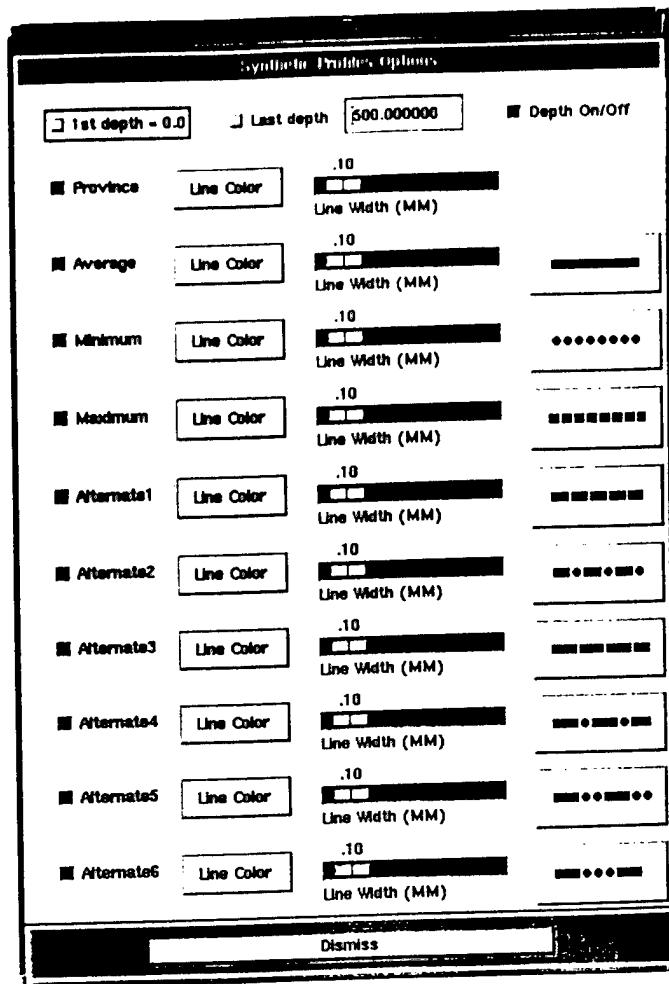 Synthetic Profiles Options
1st depth - 0.0 Last depth 500.000000 Depth On/Off
.10
Province Line Color
Line Width (MM)
.10
Average Line Color
Line Width (MM)
.10
Minimum Line Color
Line Width (MM)
.10
Maximum Line Color
Line Width (MM)
.10
Alternate1 Line Color
Line Width (MM)
.10
Alternate2 Line Color
Line Width (MM)
.10
Alternate3 Line Color
Line Width (MM)
.10
Alternate4 Line Color
Line Width (MM)
.10
Alternate5 Line Color
Line Width (MM)
.10
Alternate6 Line Color
Line Width (MM)
Dismiss